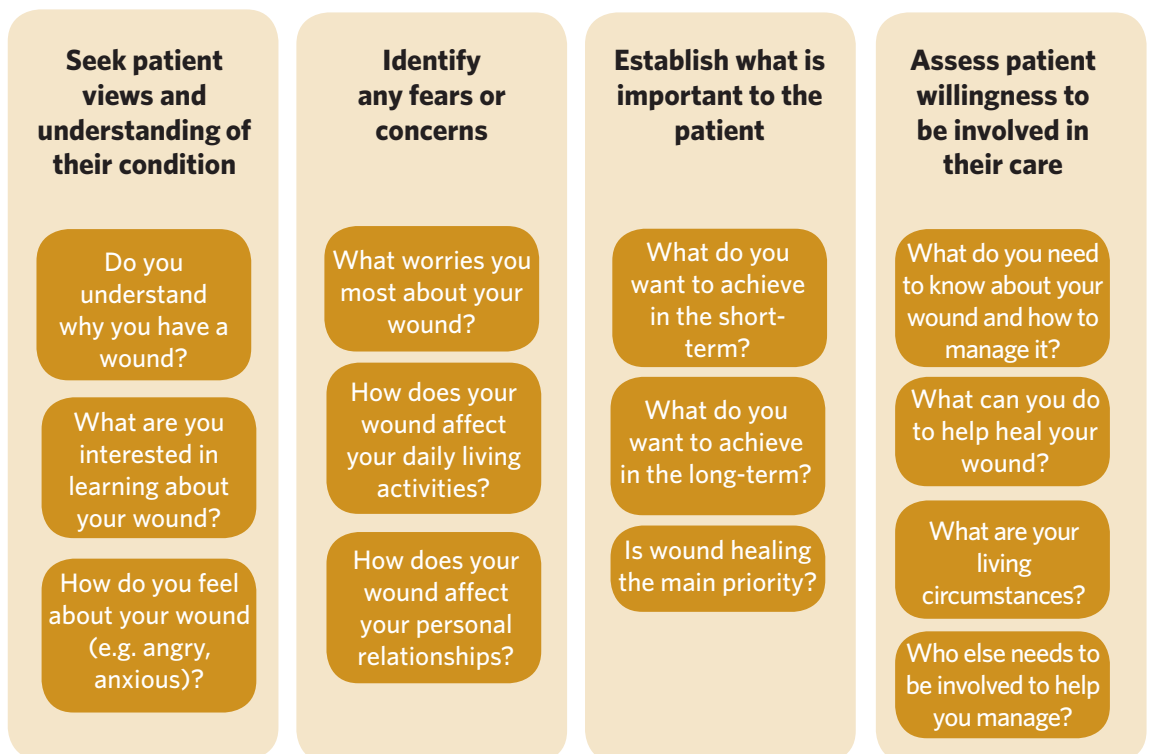 Seek patient
views and
understanding of
their condition
Do you
understand
why you have a
wound?
What are you
interested in
learning about
your wound?
How do you feel
about your wound
(e.g. angry,
anxious)?
Identify
any fears or
concerns
What worries you
most about your
wound?
How does your
wound affect
your daily living
activities?
How does your
wound affect
your personal
relationships?
Establish what is
important to the
patient
What do you
want to achieve
in the short-
term?
What do you
want to achieve
in the long-term?
Is wound healing
the main priority?
Assess patient
willingness to
be involved in
their care
What do you need
to know about your
wound and how to
manage it?
What can you do
to help heal your
wound?
What are your
living
circumstances?
Who else needs to
be involved to help
you manage?